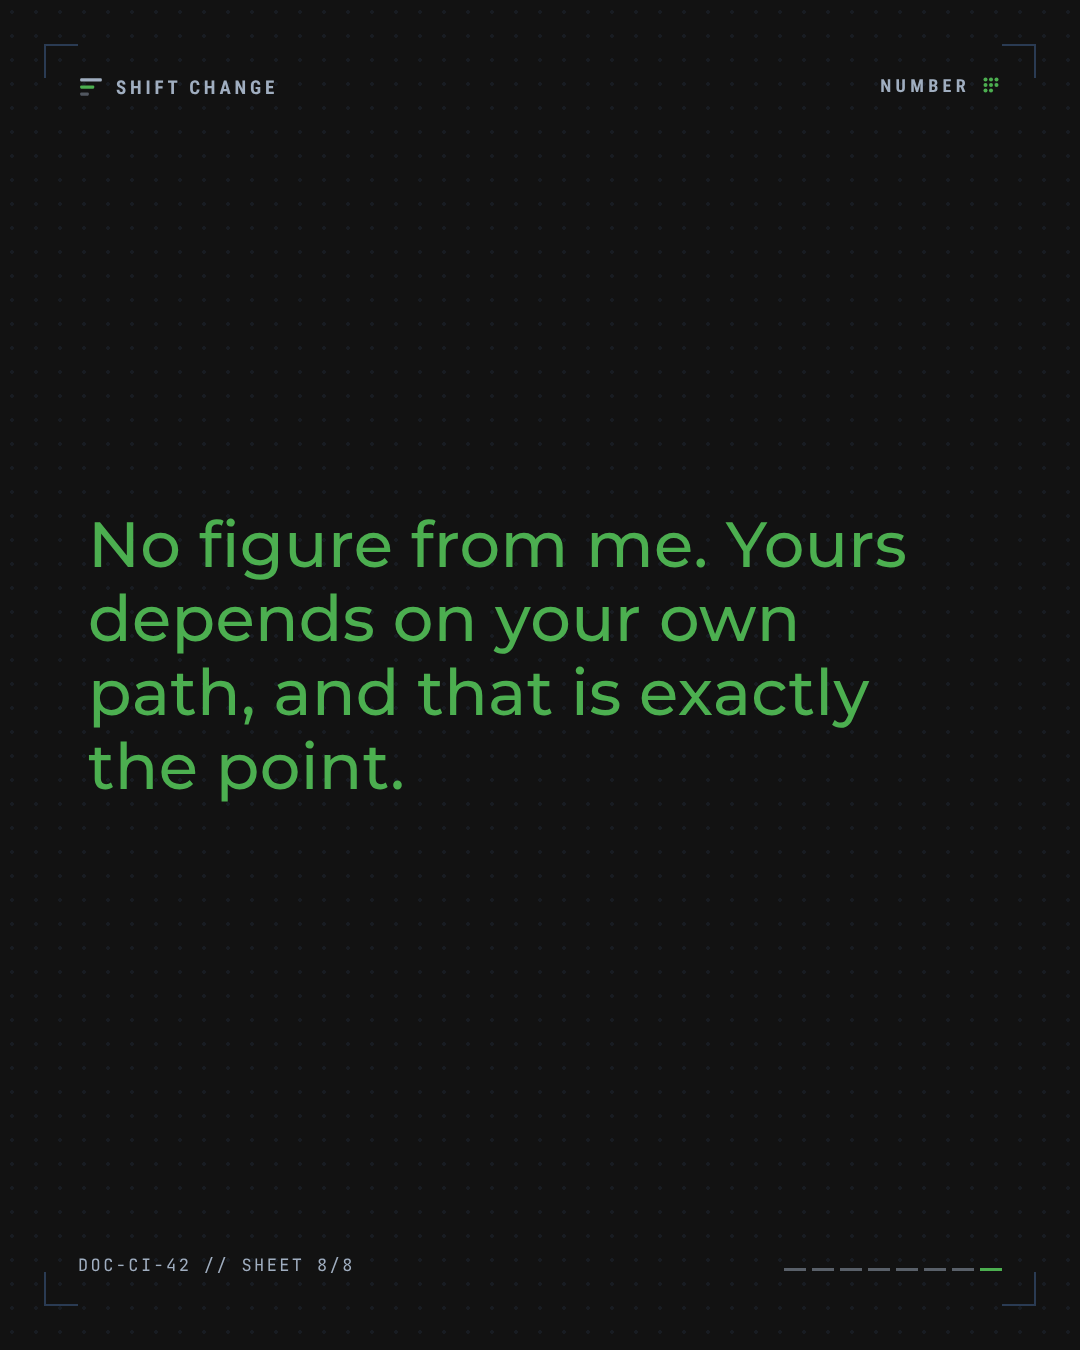 SHIFT CHANGE
NUMBER
No figure from me. Yours
depends on your own
path, and that is exactly
the point.
DOC-CI-42 // SHEET 8/8